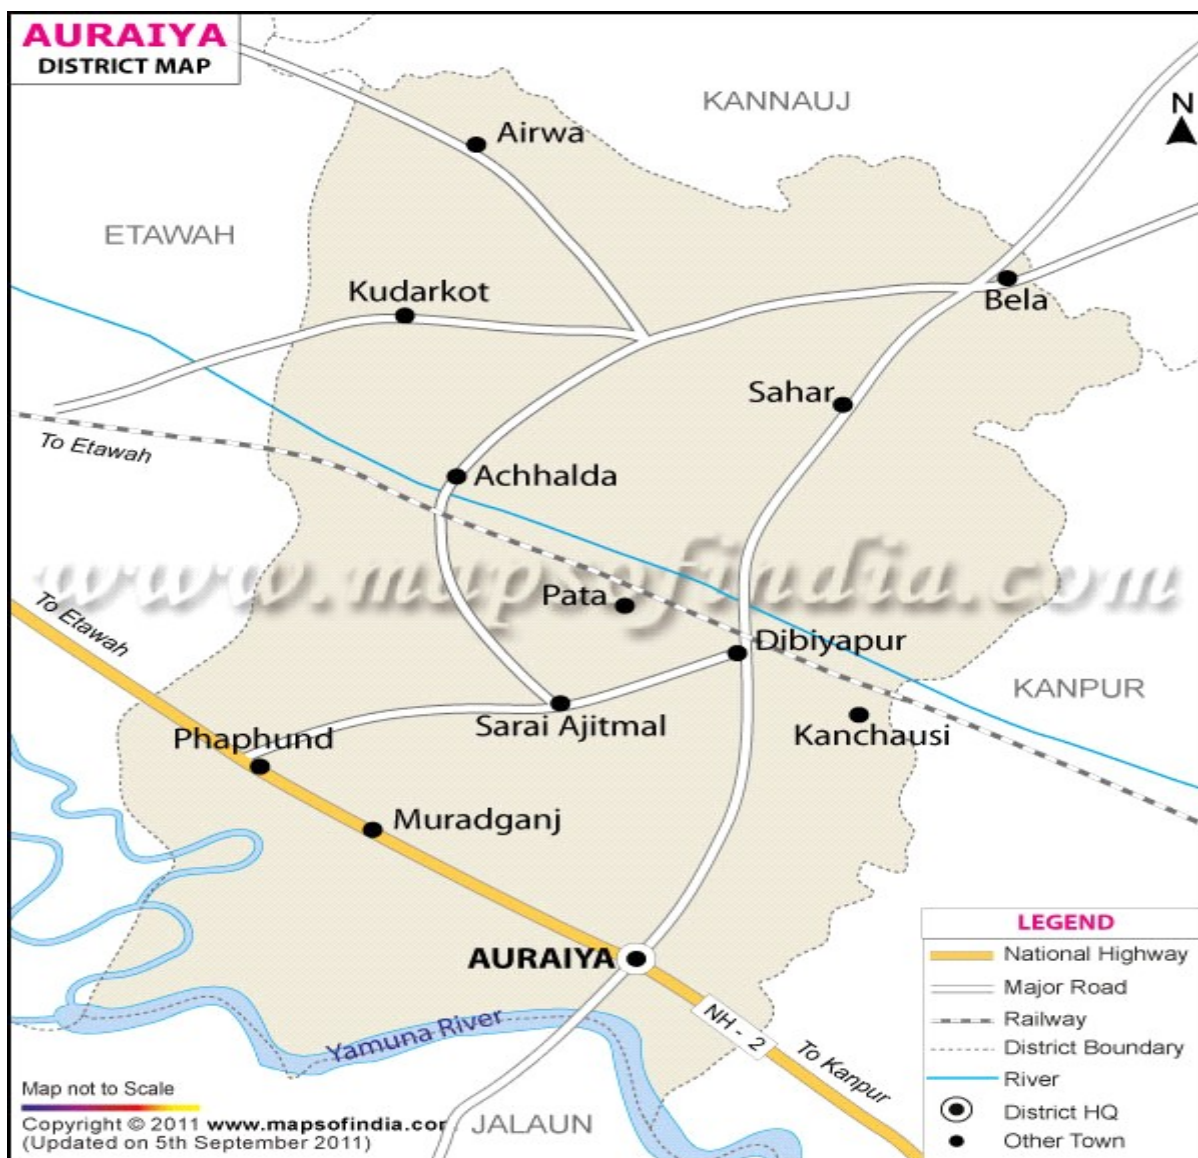 AURAIYA
DISTRICT MAP
KANNAUJ
N
Airwa
ETAWAH
Kudarkot
Bela
Sahar
To Etawah
Achhalda
www.mapsofindia.com
To Etawah
Pata
Dibiyapur
KANPUR
Sarai Ajitmal
Kanchausi
Phaphund
Muradganj
AURAIYA
Yamuna River
NH - 2
To Kanpur
JALAUN
LEGEND
National Highway
Major Road
Railway
District Boundary
River
District HQ
Other Town
Map not to Scale
Copyright © 2011 www.mapsofindia.cor
(Updated on 5th September 2011)